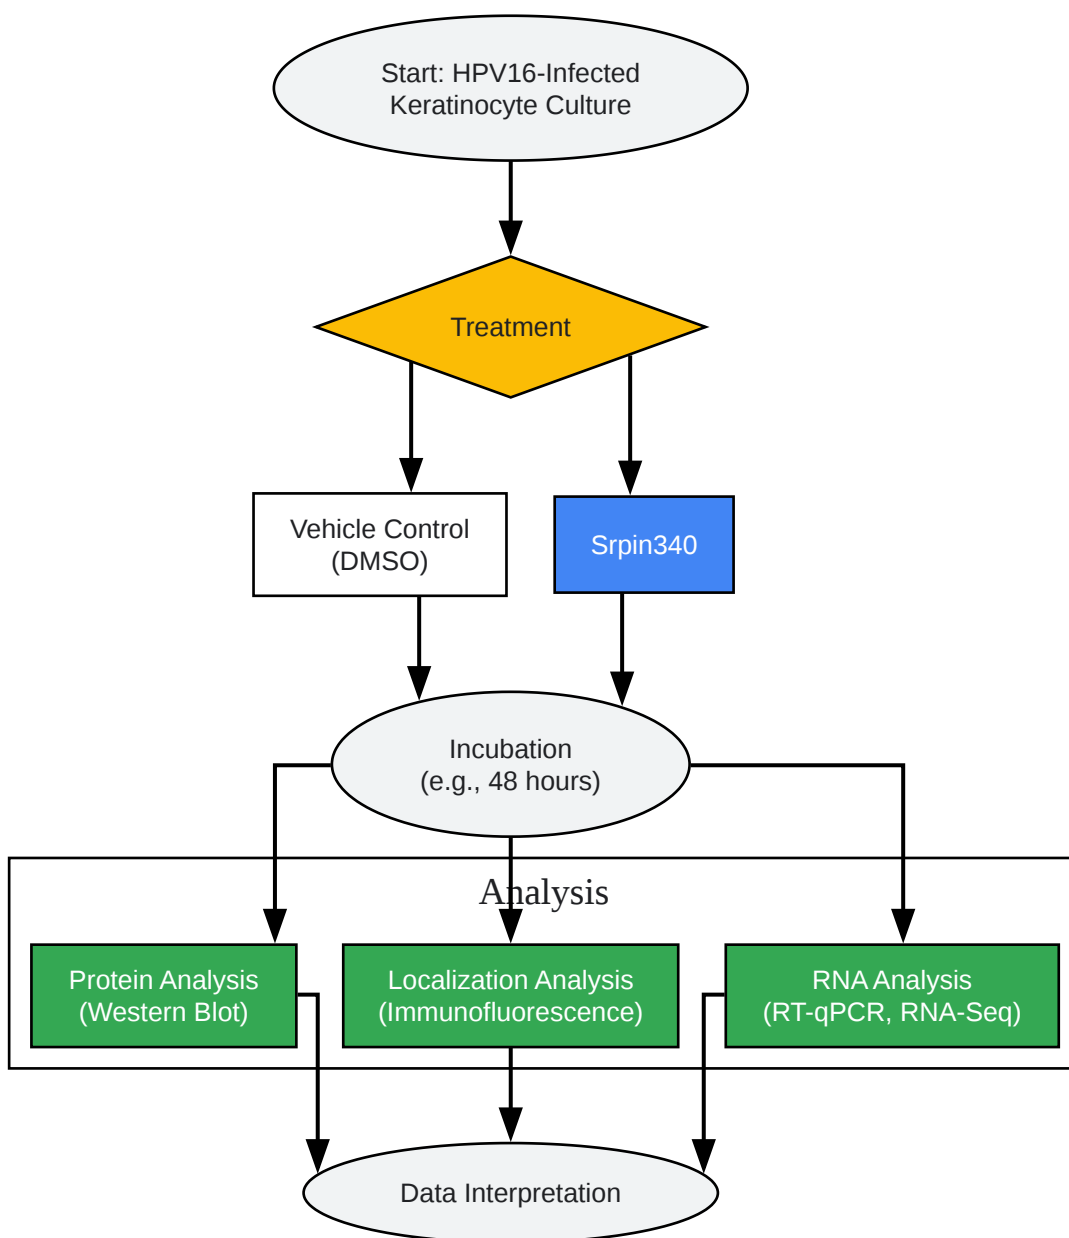 Start: HPV16-Infected
Keratinocyte Culture
Treatment
Vehicle Control
(DMSO)
Srpin340
Incubation
(e.g., 48 hours)
Analysis
Protein Analysis
(Western Blot)
Localization Analysis
(Immunofluorescence)
RNA Analysis
(RT-qPCR, RNA-Seq)
Data Interpretation